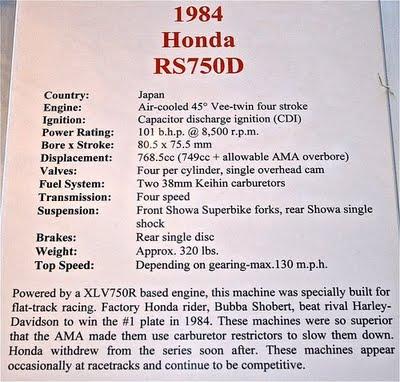 1984
Honda
RS750D
Country: Japan
Engine: Air-cooled 45° Vee-twin four stroke
Ignition: Capacitor discharge ignition (CDI)
Power Rating: 101 b.h.p. @ 8,500 r.p.m.
Bore x Stroke: 80.5 x 75.5 mm
Displacement: 768.5cc (749cc + allowable AMA overbore)
Valves: Four per cylinder, single overhead cam
Fuel System: Two 38mm Keihin carburetors
Transmission: Four speed
Suspension: Front Showa Superbike forks, rear Showa single
shock
Brakes: Rear single disc
Weight: Approx. 320 lbs.
Top Speed: Depending on gearing-max.130 m.p.h.
Powered by a XLV750R based engine, this machine was specially built for
flat-track racing. Factory Honda rider, Bubba Shobert, beat rival Harley-
Davidson to win the #1 plate in 1984. These machines were so superior
that the AMA made them use carburetor restrictors to slow them down.
Honda withdrew from the series soon after. These machines appear
occasionally at racetracks and continue to be competitive.